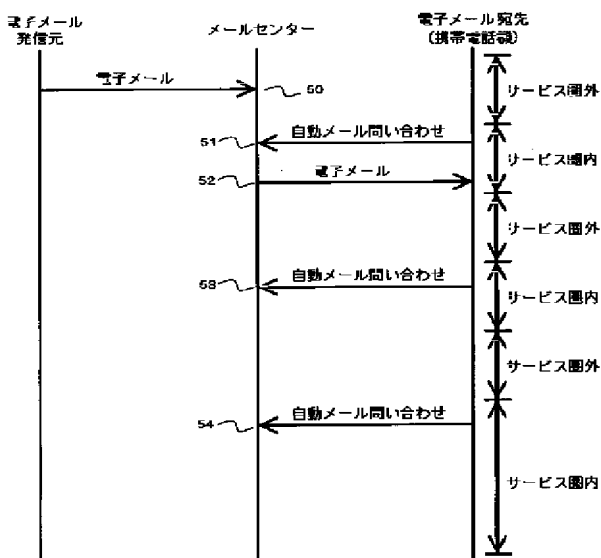 電子メール
発信元
メールセンター
電子メール宛先
(携帯電話端)
電子メール
50
サービス圏外
自動メール問い合わせ
51
サービス圏内
電子メール
52
サービス圏外
自動メール問い合わせ
53
サービス圏内
サービス圏外
自動メール問い合わせ
54
サービス圏内